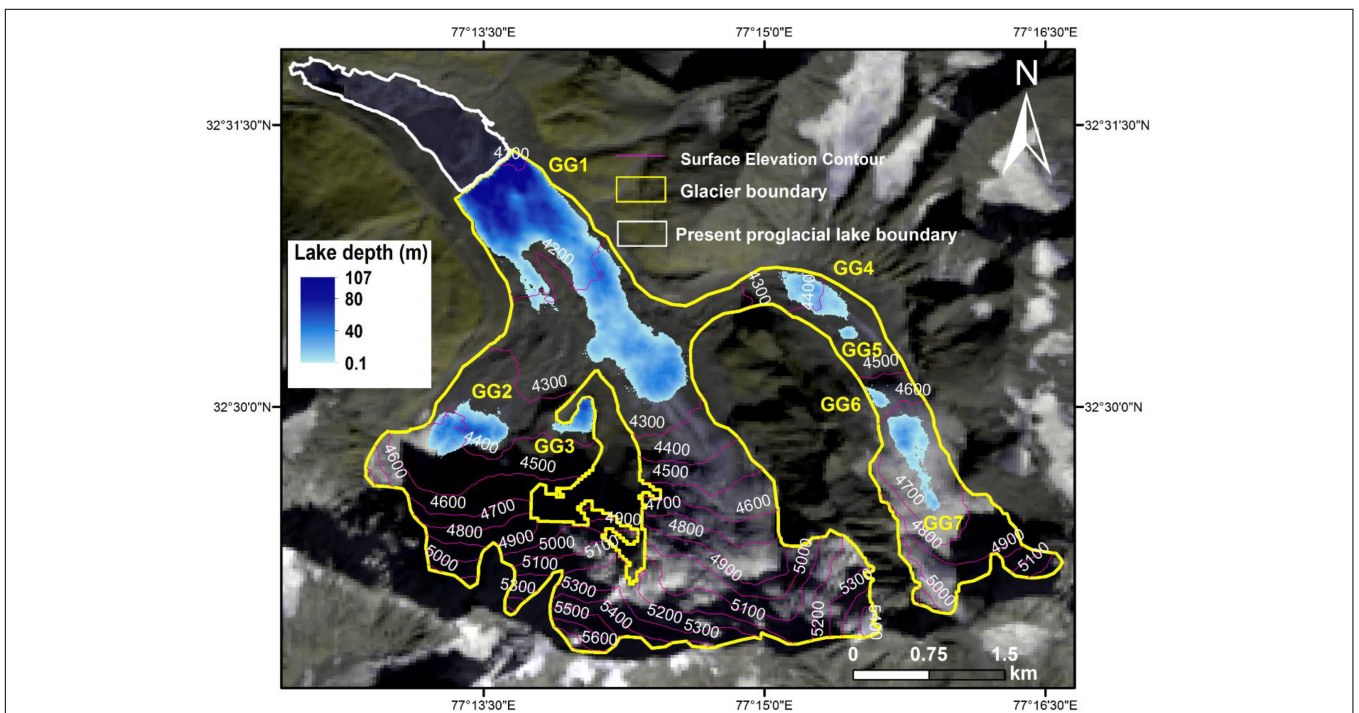 77°13'30"E 77°15'0"E 77°16'30"E
32°31'30"N 32°31'30"N
N
4100
GG1
Surface Elevation Contour
Glacier boundary
Present proglacial lake boundary
Lake depth (m)
107
80
40
0.1
4200
GG4
4300
4400
GG5
4500
4600
GG6
4300
GG2
32°30'0"N 32°30'0"N
4300
4400
GG3
4400
4600
4500
4500
4700
4600
4700
4700
4600
GG7
4800
4900
4800
4800
4900
5000
5000
4900
5100
5100
5100
4900
5000
5300
5000
5300
5300
5100
5200
5500
5400
5200
5300
5600
0 0.75 1.5
km
77°13'30"E 77°15'0"E 77°16'30"E